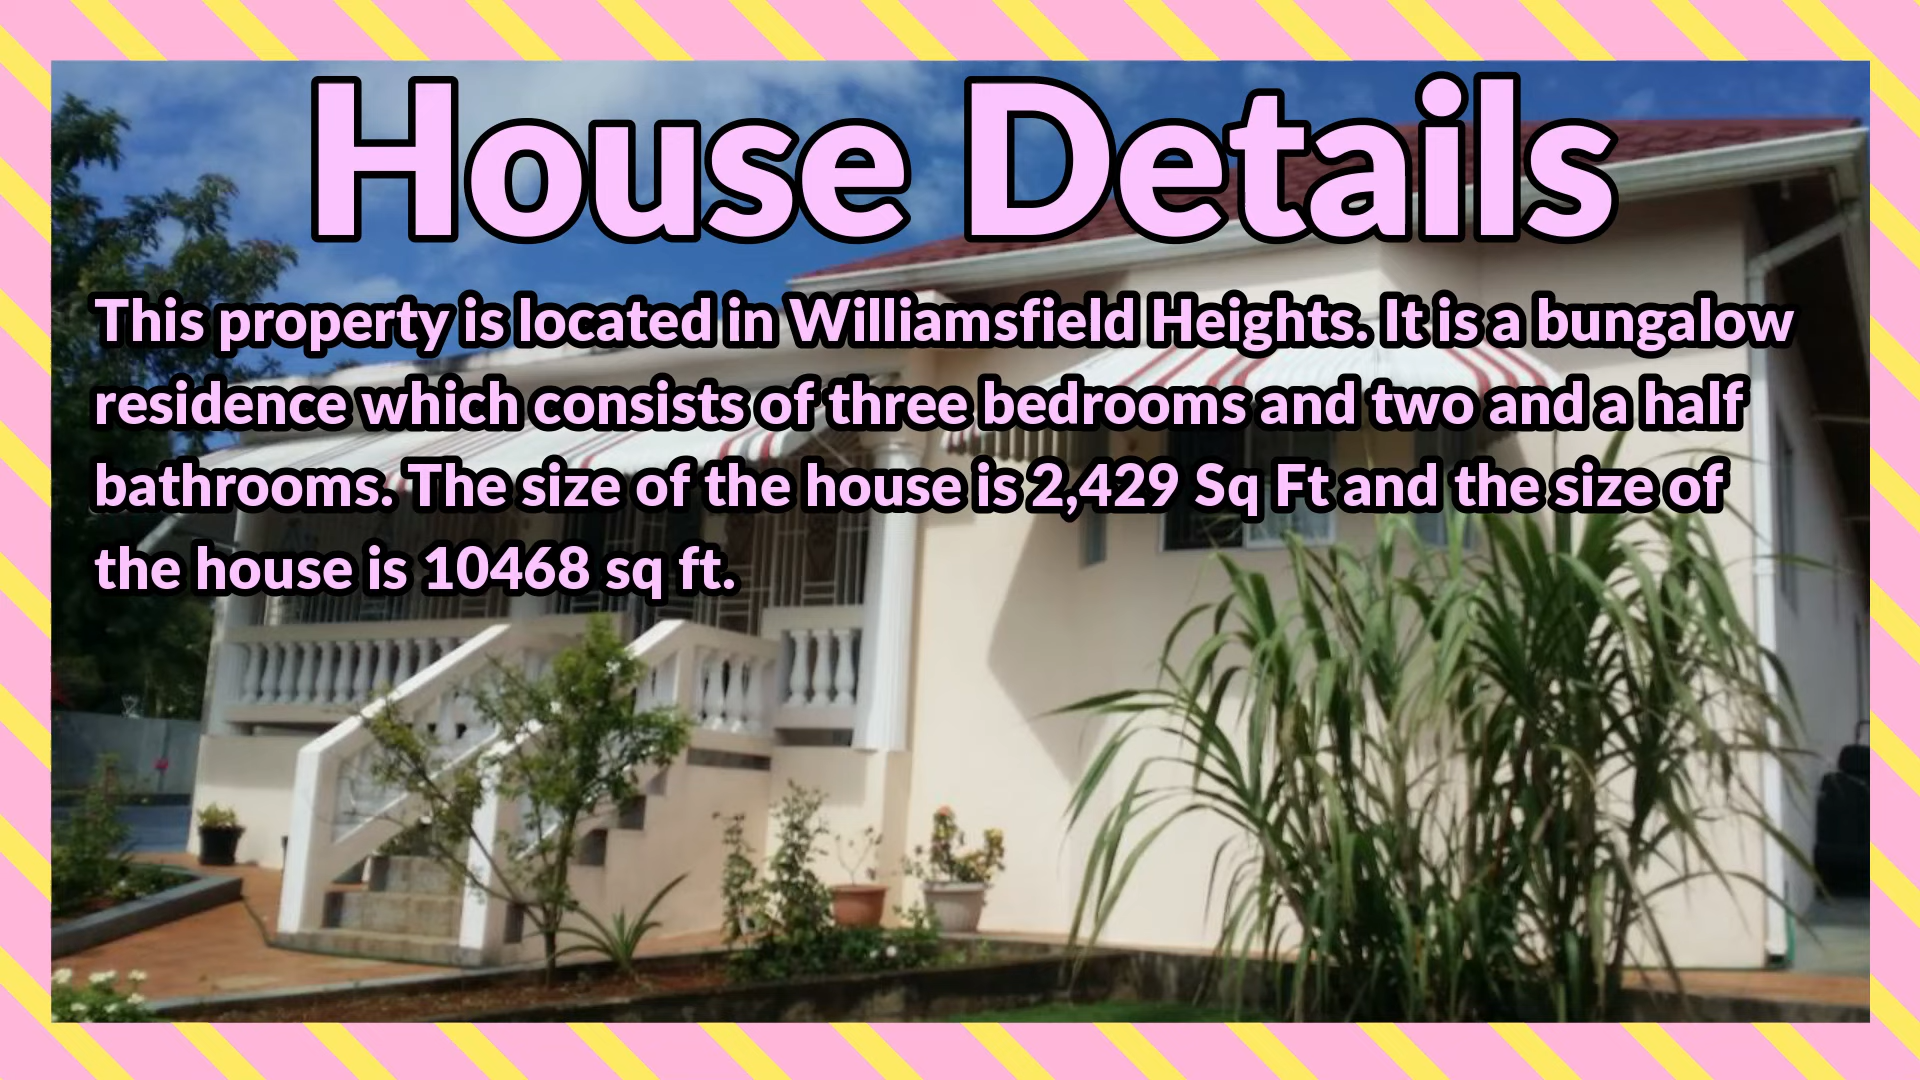 House Details
This property is located in Williamsfield Heights. It is a bungalow
residence which consists of three bedrooms and two and a half
bathrooms. The size of the house is 2,429 Sq Ft and the size of
the house is 10468 sq ft.